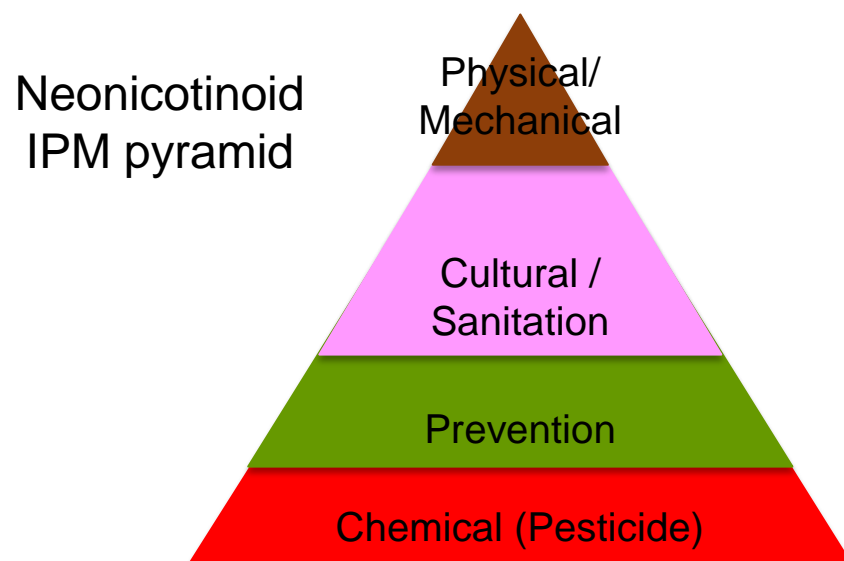 Neonicotinoid
IPM pyramid
Physical/
Mechanical
Cultural /
Sanitation
Prevention
Chemical (Pesticide)